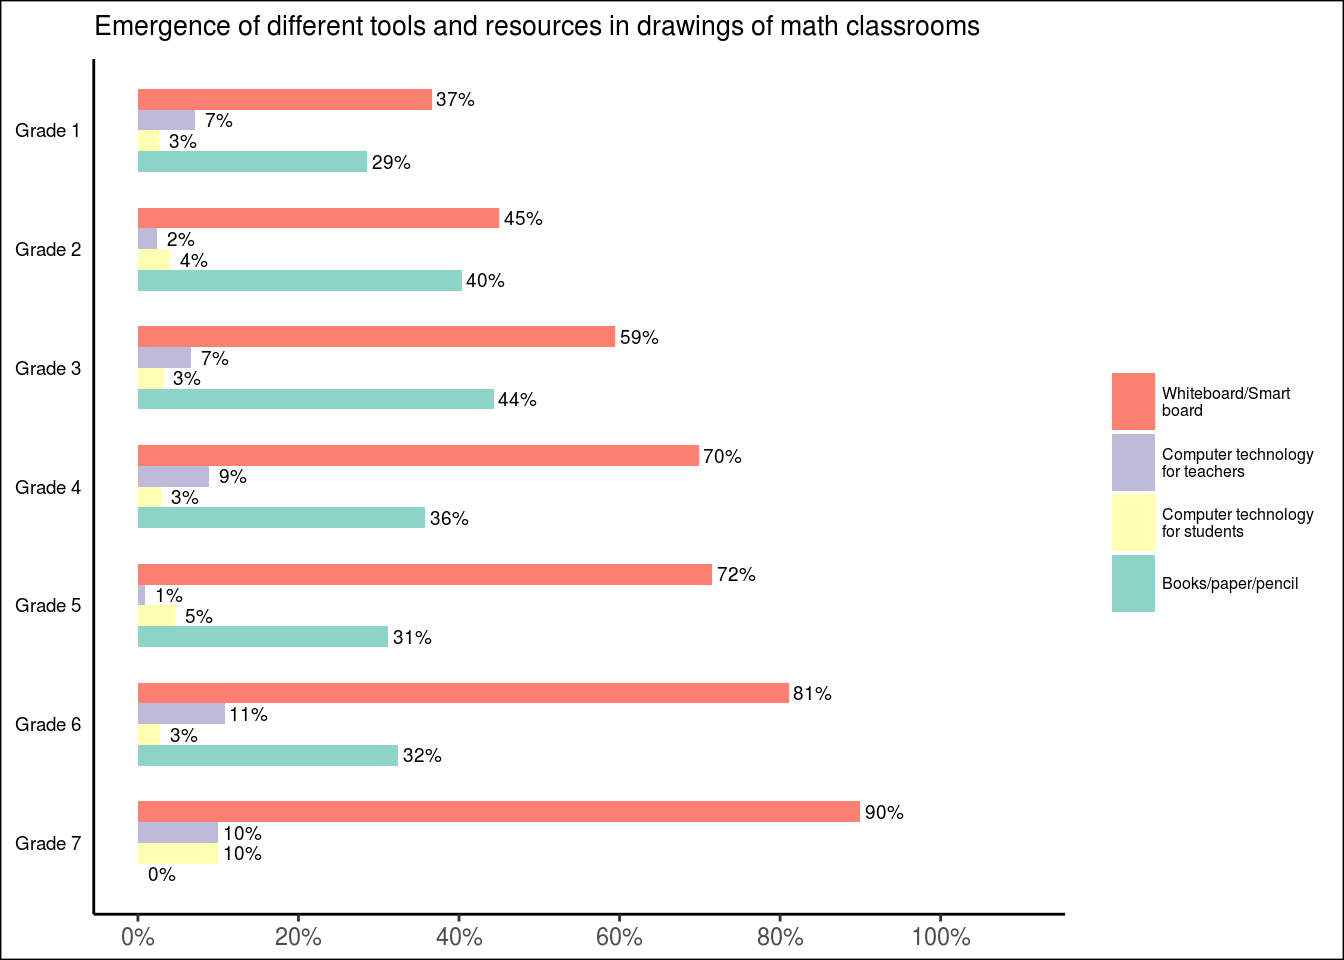 Emergence of different tools and resources in drawings of math classrooms
Grade 1
37%
7%
3%
29%
Grade 2
45%
2%
4%
40%
Grade 3
59%
7%
3%
44%
Grade 4
70%
9%
3%
36%
Grade 5
72%
1%
5%
31%
Grade 6
81%
11%
3%
32%
Grade 7
90%
10%
10%
0%
0% 20% 40% 60% 80% 100%
Whiteboard/Smart
board
Computer technology
for teachers
Computer technology
for students
Books/paper/pencil